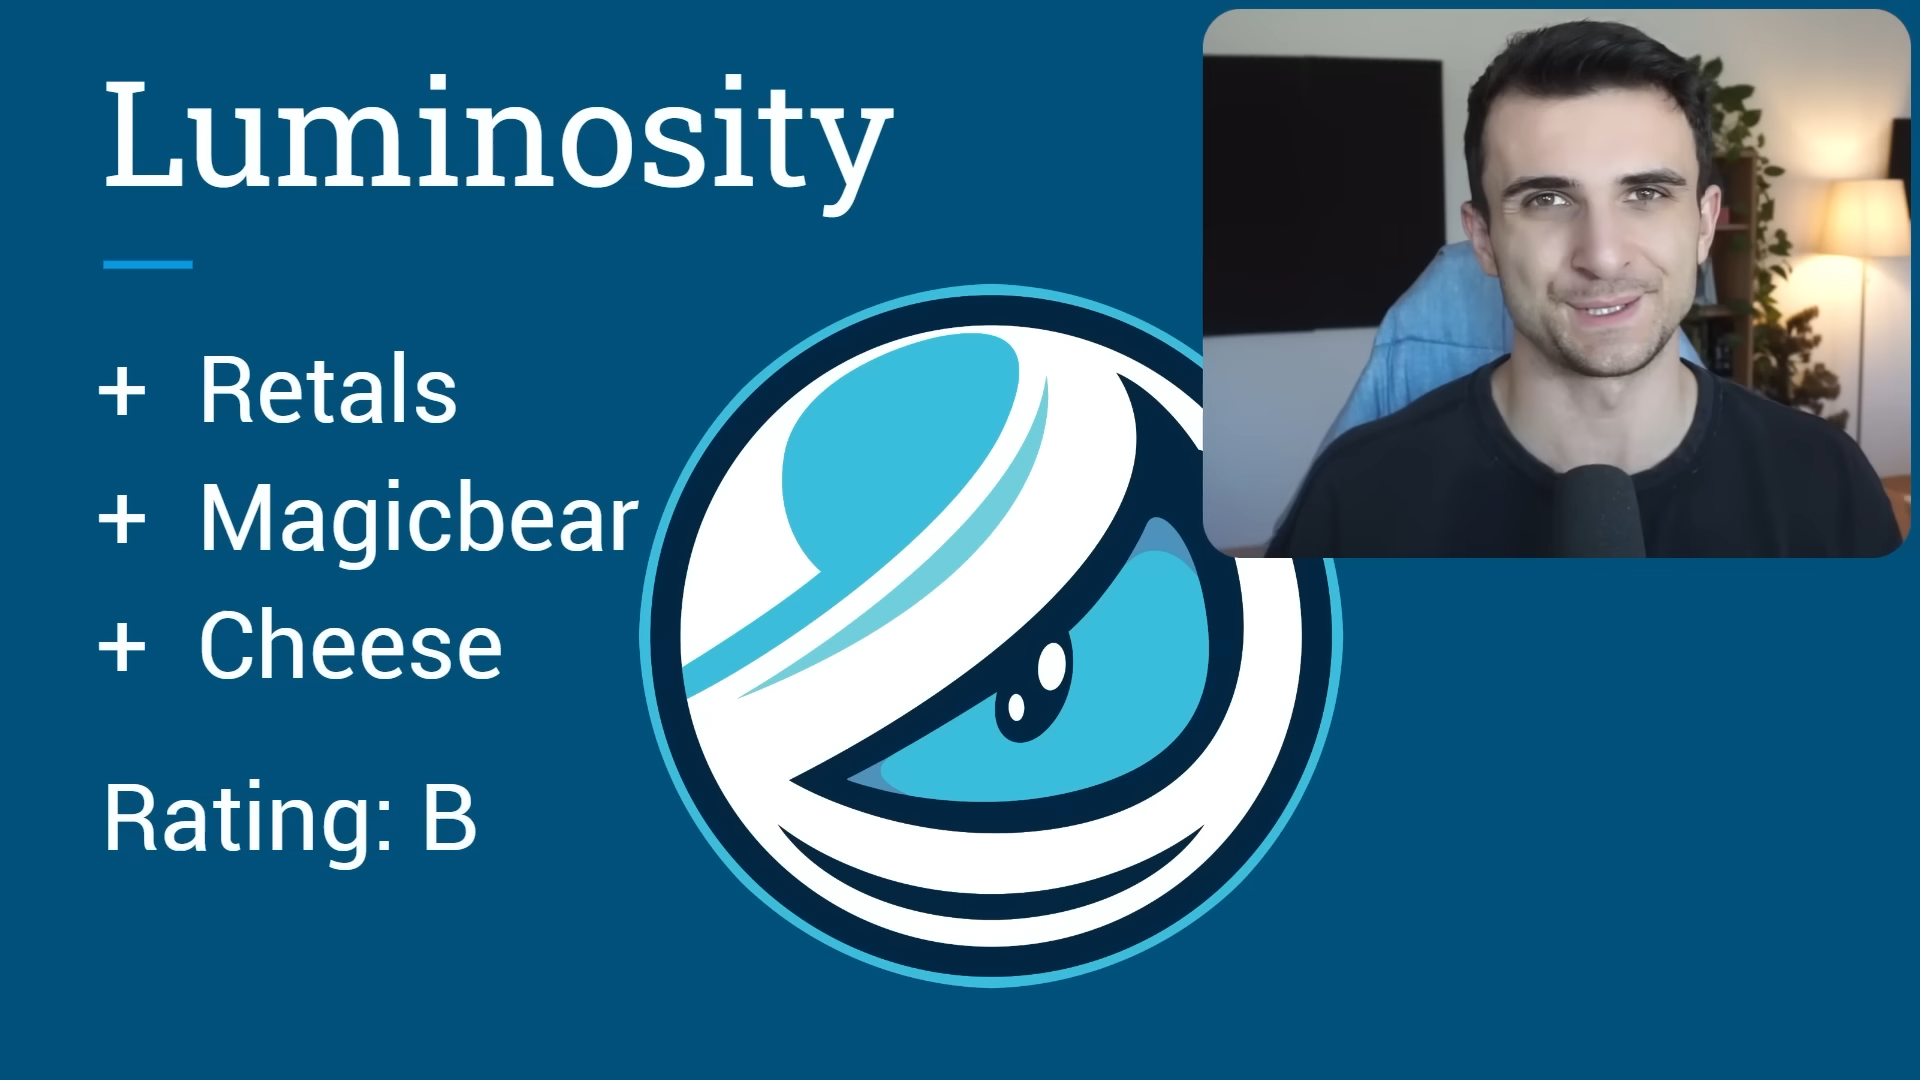 Luminosity
+ Retals
+ Magicbear
+ Cheese
Rating: B